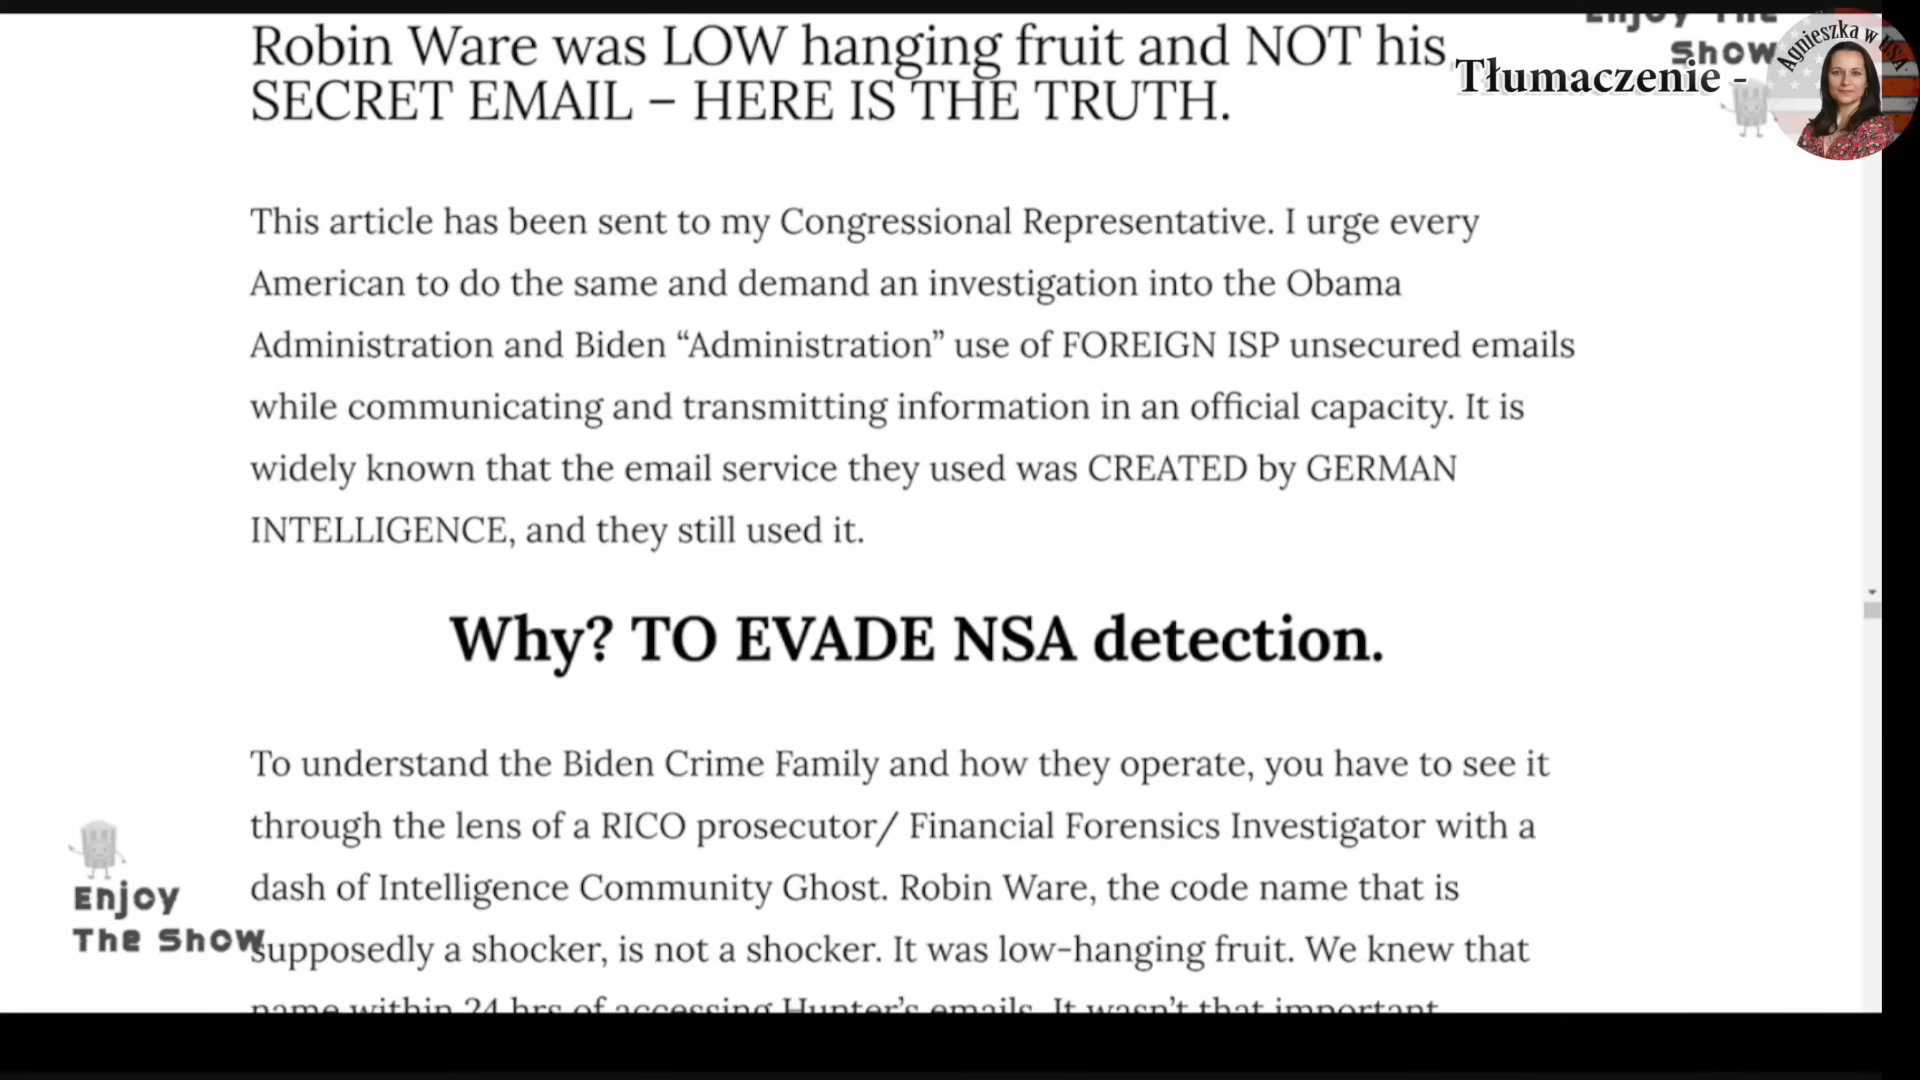 Robin Ware was LOW hanging fruit and NOT his
SECRET EMAIL – HERE IS THE TRUTH.
Enjoy The
Show
Tłumaczenie -
Agnieszka w USA
This article has been sent to my Congressional Representative. I urge every
American to do the same and demand an investigation into the Obama
Administration and Biden “Administration” use of FOREIGN ISP unsecured emails
while communicating and transmitting information in an official capacity. It is
widely known that the email service they used was CREATED by GERMAN
INTELLIGENCE, and they still used it.
Why? TO EVADE NSA detection.
To understand the Biden Crime Family and how they operate, you have to see it
through the lens of a RICO prosecutor/ Financial Forensics Investigator with a
dash of Intelligence Community Ghost. Robin Ware, the code name that is
supposedly a shocker, is not a shocker. It was low-hanging fruit. We knew that
name within 24 hrs of accessing Hunter’s emails. It wasn’t that important
Enjoy
The Show